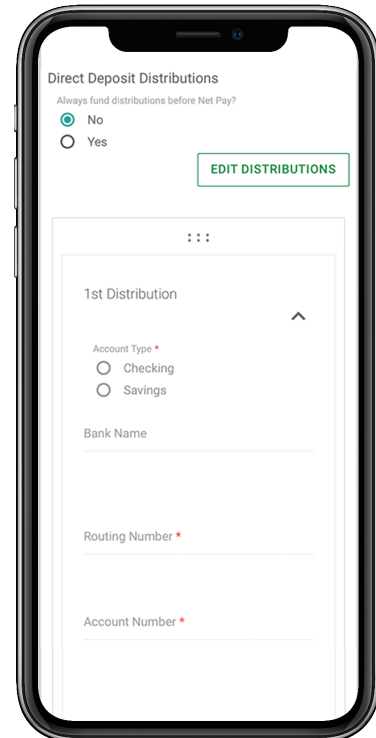 Direct Deposit Distributions
Always fund distributions before Net Pay?
No
Yes
EDIT DISTRIBUTIONS
1st Distribution
Account Type *
Checking
Savings
Bank Name
Routing Number *
Account Number *